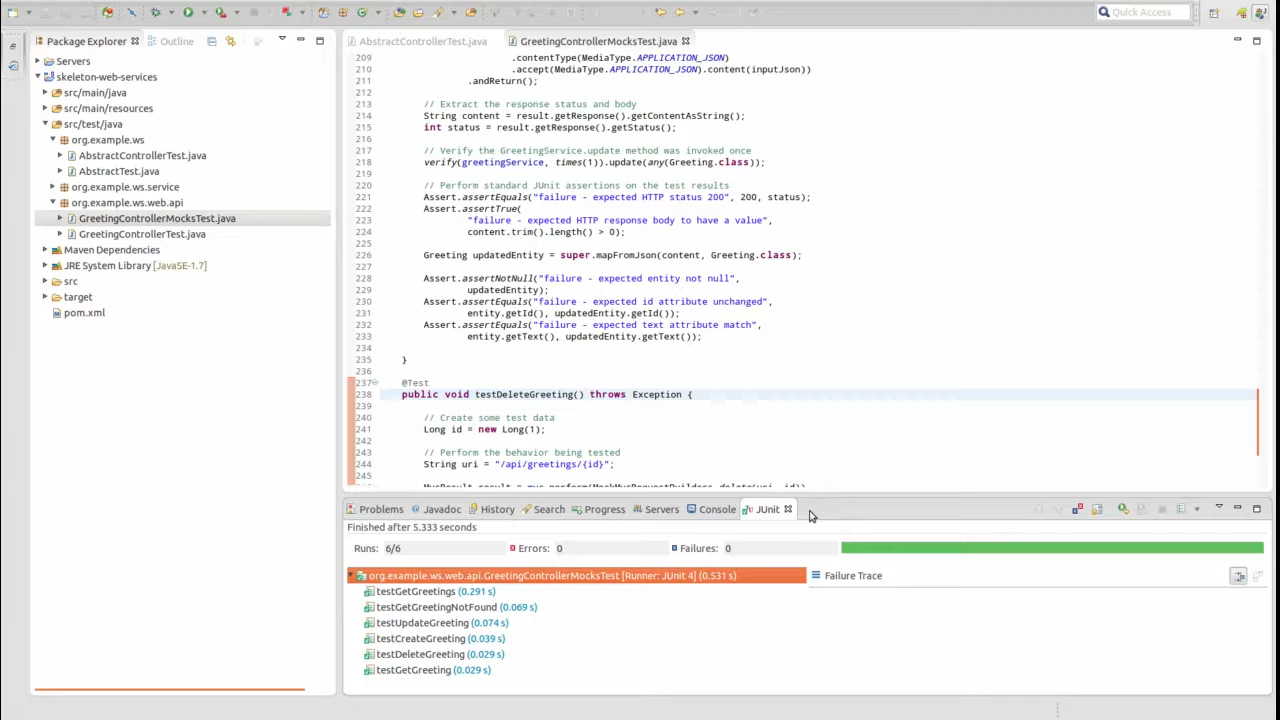 Quick Access
Package Explorer
Outline
Servers
skeleton-web-services
src/main/java
src/main/resources
src/test/java
org.example.ws
AbstractControllerTest.java
AbstractTest.java
org.example.ws.service
org.example.ws.web.api
GreetingControllerMocksTest.java
GreetingControllerTest.java
Maven Dependencies
JRE System Library [JavaSE-1.7]
src
target
pom.xml
AbstractControllerTest.java
GreetingControllerMocksTest.java
209 .contentType(MediaType.APPLICATION_JSON)
210 .accept(MediaType.APPLICATION_JSON).content(inputJson))
211 .andReturn();
212
213 // Extract the response status and body
214 String content = result.getResponse().getContentAsString();
215 int status = result.getResponse().getStatus();
216
217 // Verify the GreetingService.update method was invoked once
218 verify(greetingService, times(1)).update(any(Greeting.class));
219
220 // Perform standard JUnit assertions on the test results
221 Assert.assertEquals("failure - expected HTTP status 200", 200, status);
222 Assert.assertTrue(
223 "failure - expected HTTP response body to have a value",
224 content.trim().length() > 0);
225
226 Greeting updatedEntity = super.mapFromJson(content, Greeting.class);
227
228 Assert.assertNotNull("failure - expected entity not null",
229 updatedEntity);
230 Assert.assertEquals("failure - expected id attribute unchanged",
231 entity.getId(), updatedEntity.getId());
232 Assert.assertEquals("failure - expected text attribute match",
233 entity.getText(), updatedEntity.getText());
234
235 }
236
237 @Test
238 public void testDeleteGreeting() throws Exception {
239
240 // Create some test data
241 Long id = new Long(1);
242
243 // Perform the behavior being tested
244 String uri = "/api/greetings/{id}";
245
MvcResult result = mvc.perform(MockMvcRequestBuilders.delete(uri, id))
Problems
Javadoc
History
Search
Progress
Servers
Console
JUnit
Finished after 5.333 seconds
Runs: 6/6
Errors: 0
Failures: 0
org.example.ws.web.api.GreetingControllerMocksTest [Runner: JUnit 4] (0.531 s)
Failure Trace
testGetGreetings (0.291 s)
testGetGreetingNotFound (0.069 s)
testUpdateGreeting (0.074 s)
testCreateGreeting (0.039 s)
testDeleteGreeting (0.029 s)
testGetGreeting (0.029 s)